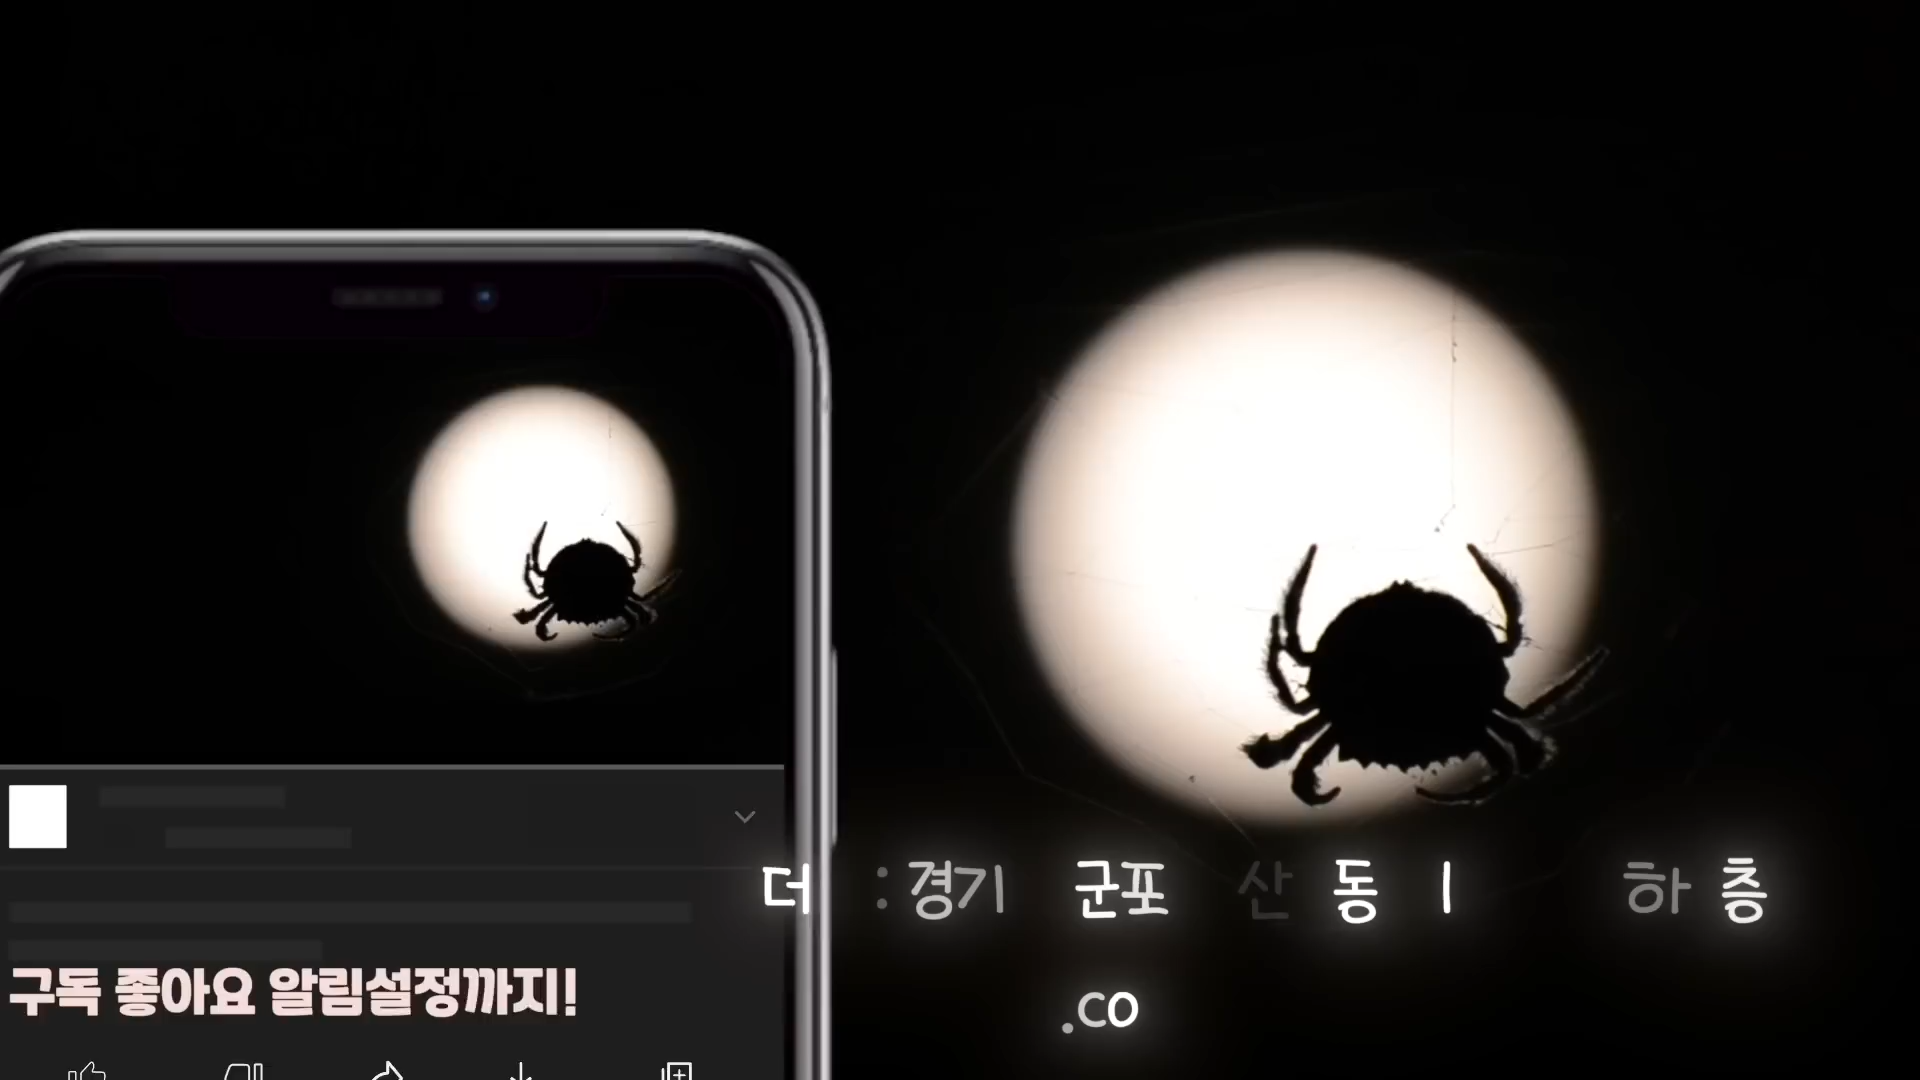 더 : 경기 군포 산 동 l 하 층
.co
구독 좋아요 알림설정까지!